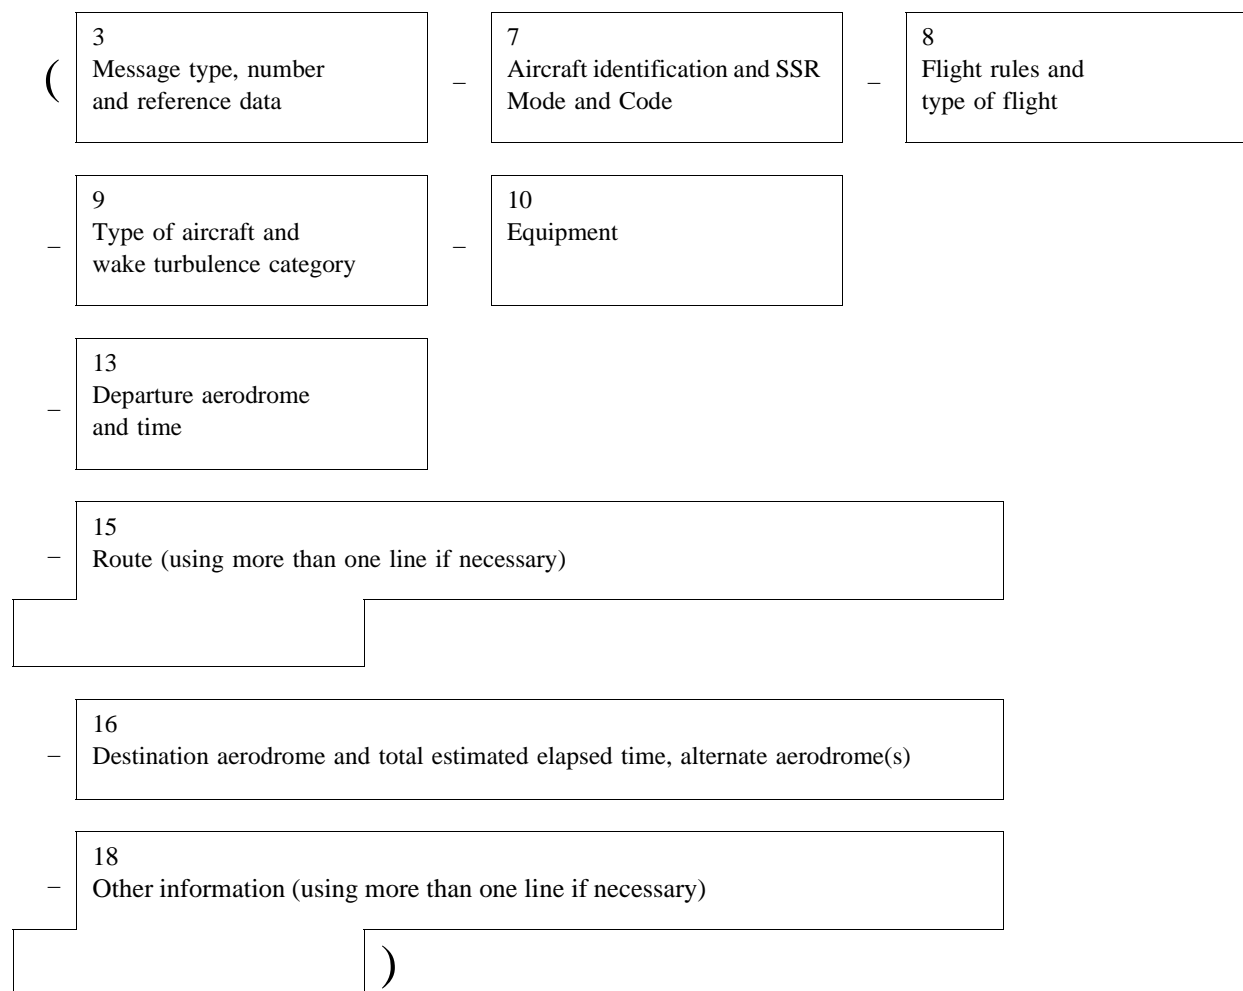 (
3
Message type, number
and reference data
–
7
Aircraft identification and SSR
Mode and Code
–
8
Flight rules and
type of flight
–
9
Type of aircraft and
wake turbulence category
–
10
Equipment
–
13
Departure aerodrome
and time
–
15
Route (using more than one line if necessary)
–
16
Destination aerodrome and total estimated elapsed time, alternate aerodrome(s)
–
18
Other information (using more than one line if necessary)
)